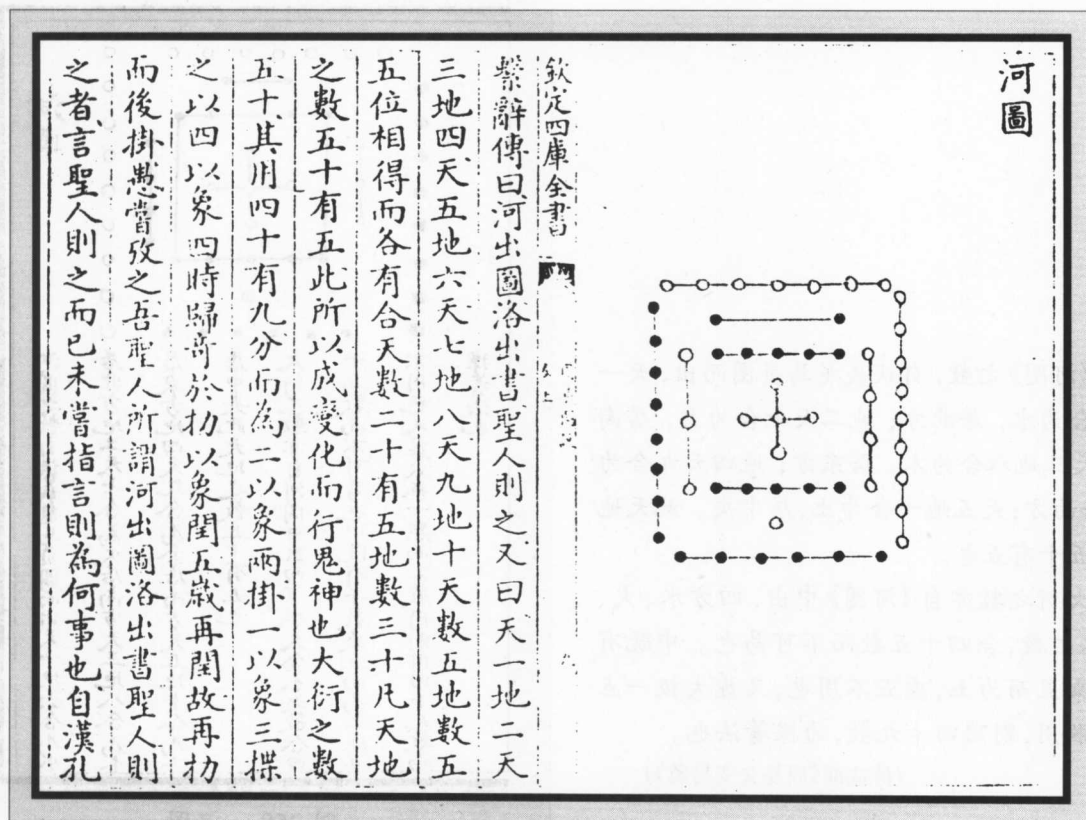 河圖
欽定四庫全書
繫辭傳曰河出圖洛出書聖人則之又曰天一地二天
三地四天五地六天七地八天九地十天數五地數五
五位相得而各有合天數二十有五地數三十凡天地
之數五十有五此所以成變化而行鬼神也大衍之數
五十其用四十有九分而為二以象兩掛一以象三揲
之以四以象四時歸奇於扐以象閏五歲再閏故再扐
而後掛愚嘗攷之吾聖人所謂河出圖洛出書聖人則
之者言聖人則之而已未嘗指言則為何事也自漢孔